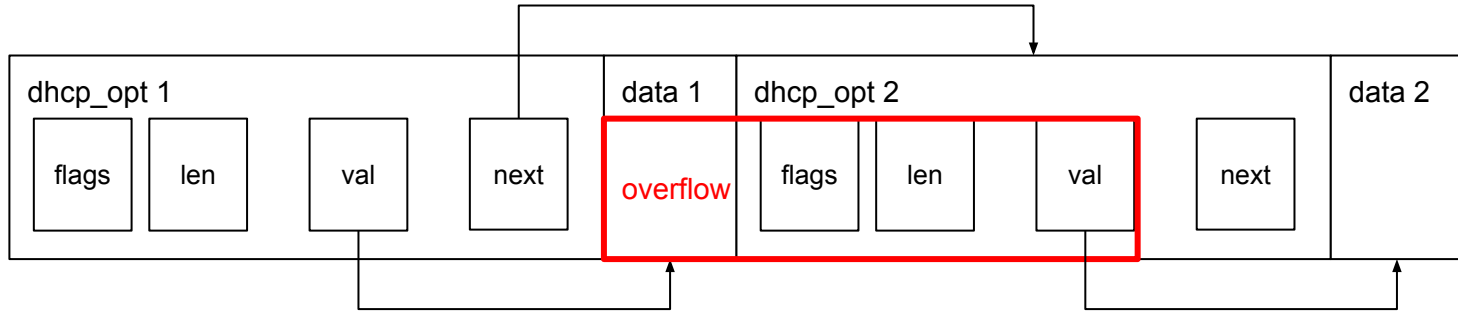 dhcp_opt 1
data 1
dhcp_opt 2
data 2
flags
len
val
next
overflow
flags
len
val
next